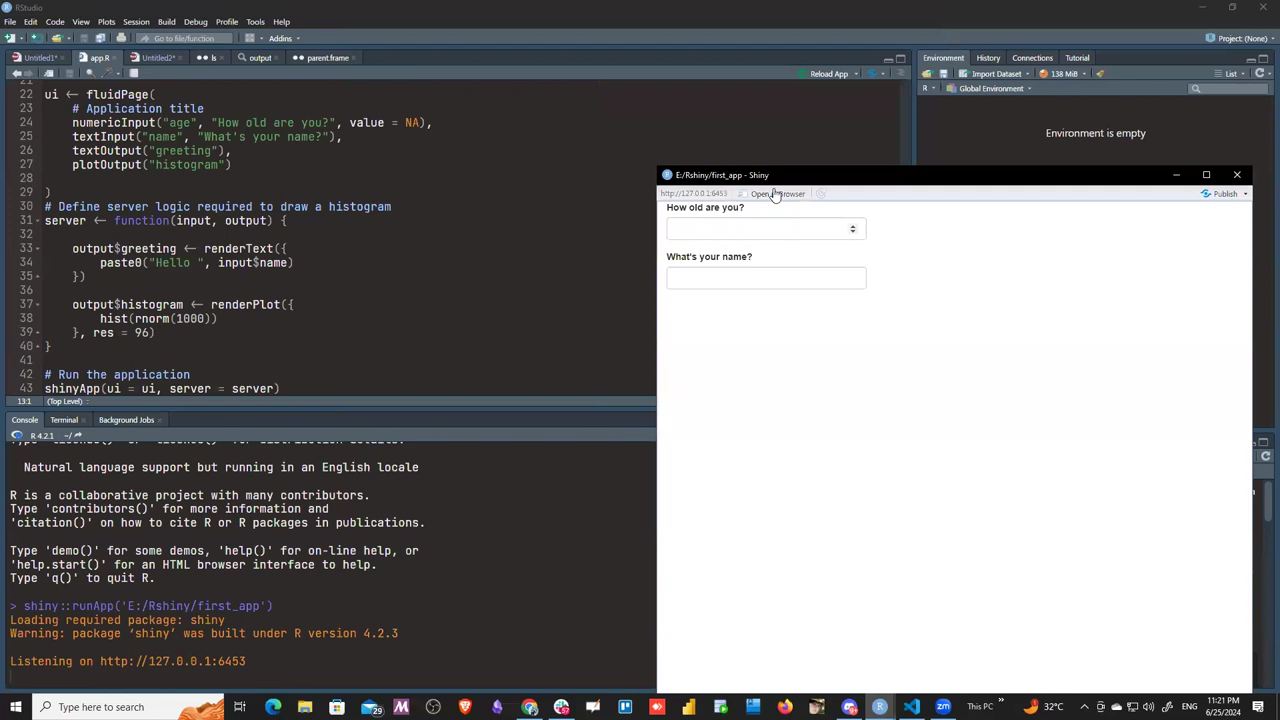 RStudio
File Edit Code View Plots Session Build Debug Profile Tools Help
Go to file/function Addins Project: (None)
Untitled1* app.R Untitled2* ls output parent.frame
Reload App
22 ui <- fluidPage(
23 # Application title
24 numericInput("age", "How old are you?", value = NA),
25 textInput("name", "What's your name?"),
26 textOutput("greeting"),
27 plotOutput("histogram")
28
29 )
30 # Define server logic required to draw a histogram
31 server <- function(input, output) {
32
33 output$greeting <- renderText({
34 paste0("Hello ", input$name)
35 })
36
37 output$histogram <- renderPlot({
38 hist(rnorm(1000))
39 }, res = 96)
40 }
41
42 # Run the application
43 shinyApp(ui = ui, server = server)
13:1 (Top Level)
Console Terminal Background Jobs
R 4.2.1 ~/
Natural language support but running in an English locale
R is a collaborative project with many contributors.
Type 'contributors()' for more information and
'citation()' on how to cite R or R packages in publications.
Type 'demo()' for some demos, 'help()' for on-line help, or
'help.start()' for an HTML browser interface to help.
Type 'q()' to quit R.
> shiny::runApp('E:/Rshiny/first_app')
Loading required package: shiny
Warning: package ‘shiny’ was built under R version 4.2.3
Listening on http://127.0.0.1:6453
Environment History Connections Tutorial
Import Dataset 138 MiB List
R Global Environment
Environment is empty
E:/Rshiny/first_app - Shiny
http://127.0.0.1:6453 Open Browser Publish
How old are you?
What's your name?
Type here to search
29
57
This PC
32°C
11:21 PM
6/25/2024